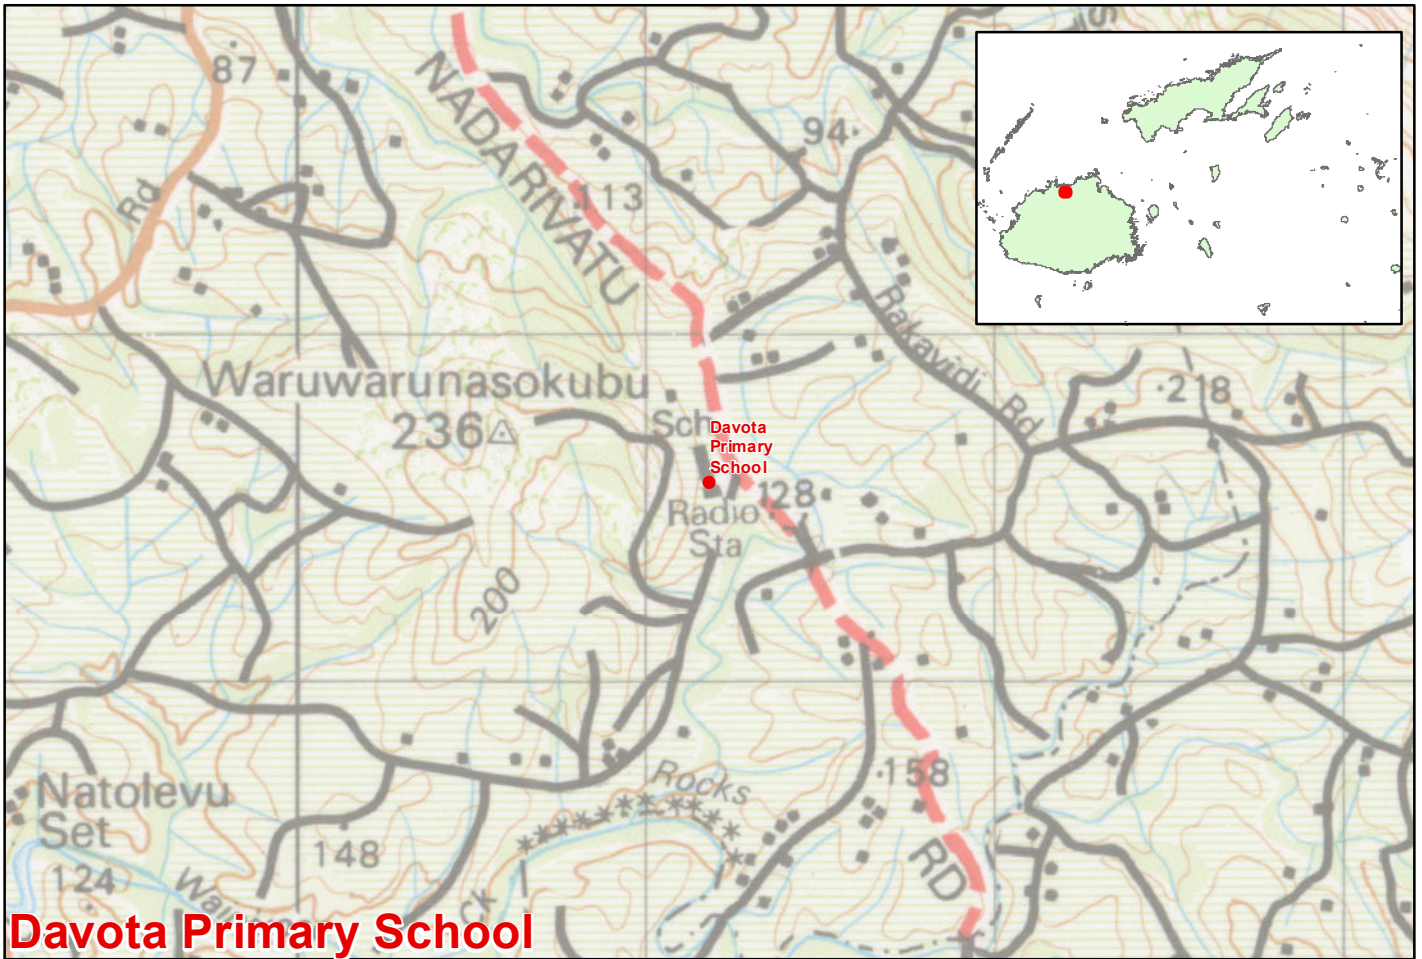 87
NADARIVATU
94
Rd
113
Rakavidi
Rd
Waruwarunasokubu
236
218
Sch
Davota
Primary
School
128
Radio
Sta
200
Rocks
158
Natolevu
Set
148
RD
124
Ck
Davota Primary School